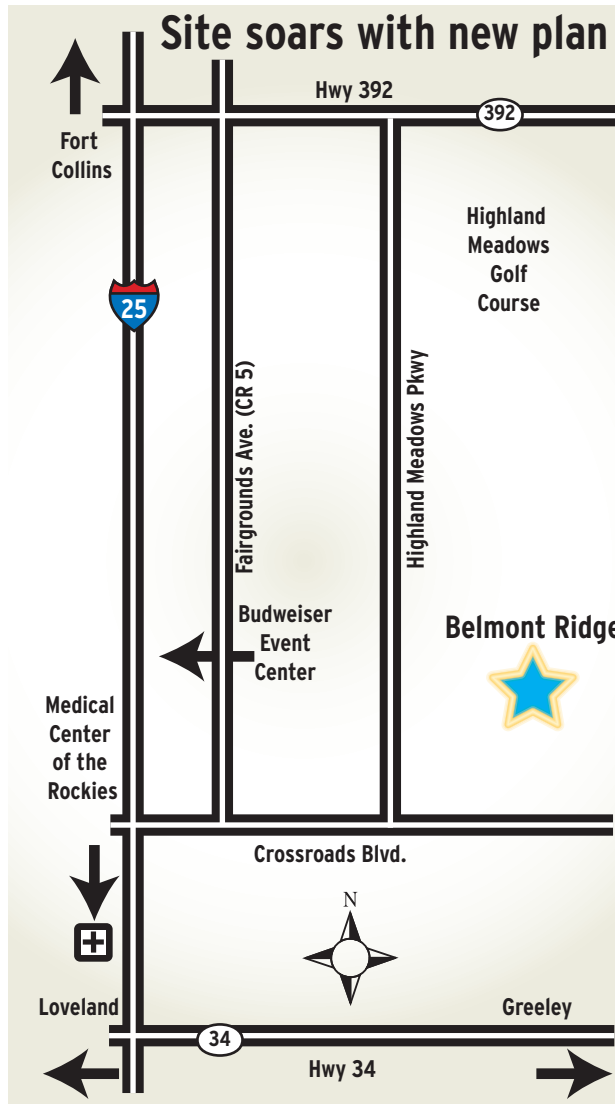 Site soars with new plan
Hwy 392
392
Fort
Collins
Highland
Meadows
Golf
Course
25
Fairgrounds Ave. (CR 5)
Highland Meadows Pkwy
Budweiser
Event
Center
Belmont Ridge
Medical
Center
of the
Rockies
Crossroads Blvd.
N
Loveland
Greeley
34
Hwy 34